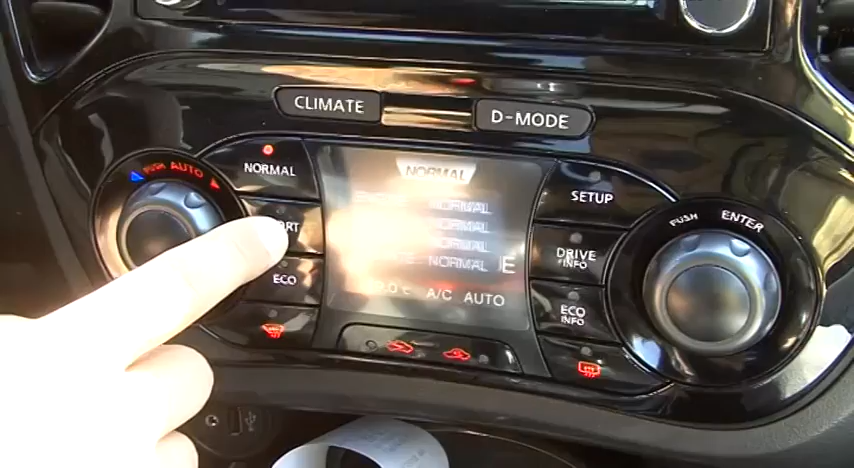 CLIMATE
D-MODE
PUSH AUTO
NORMAL
NORMAL
SETUP
PUSH ENTER
NORMAL
NORMAL
NORMAL
NORMAL
DRIVE
INFO
ECO
A/C AUTO
ECO
INFO